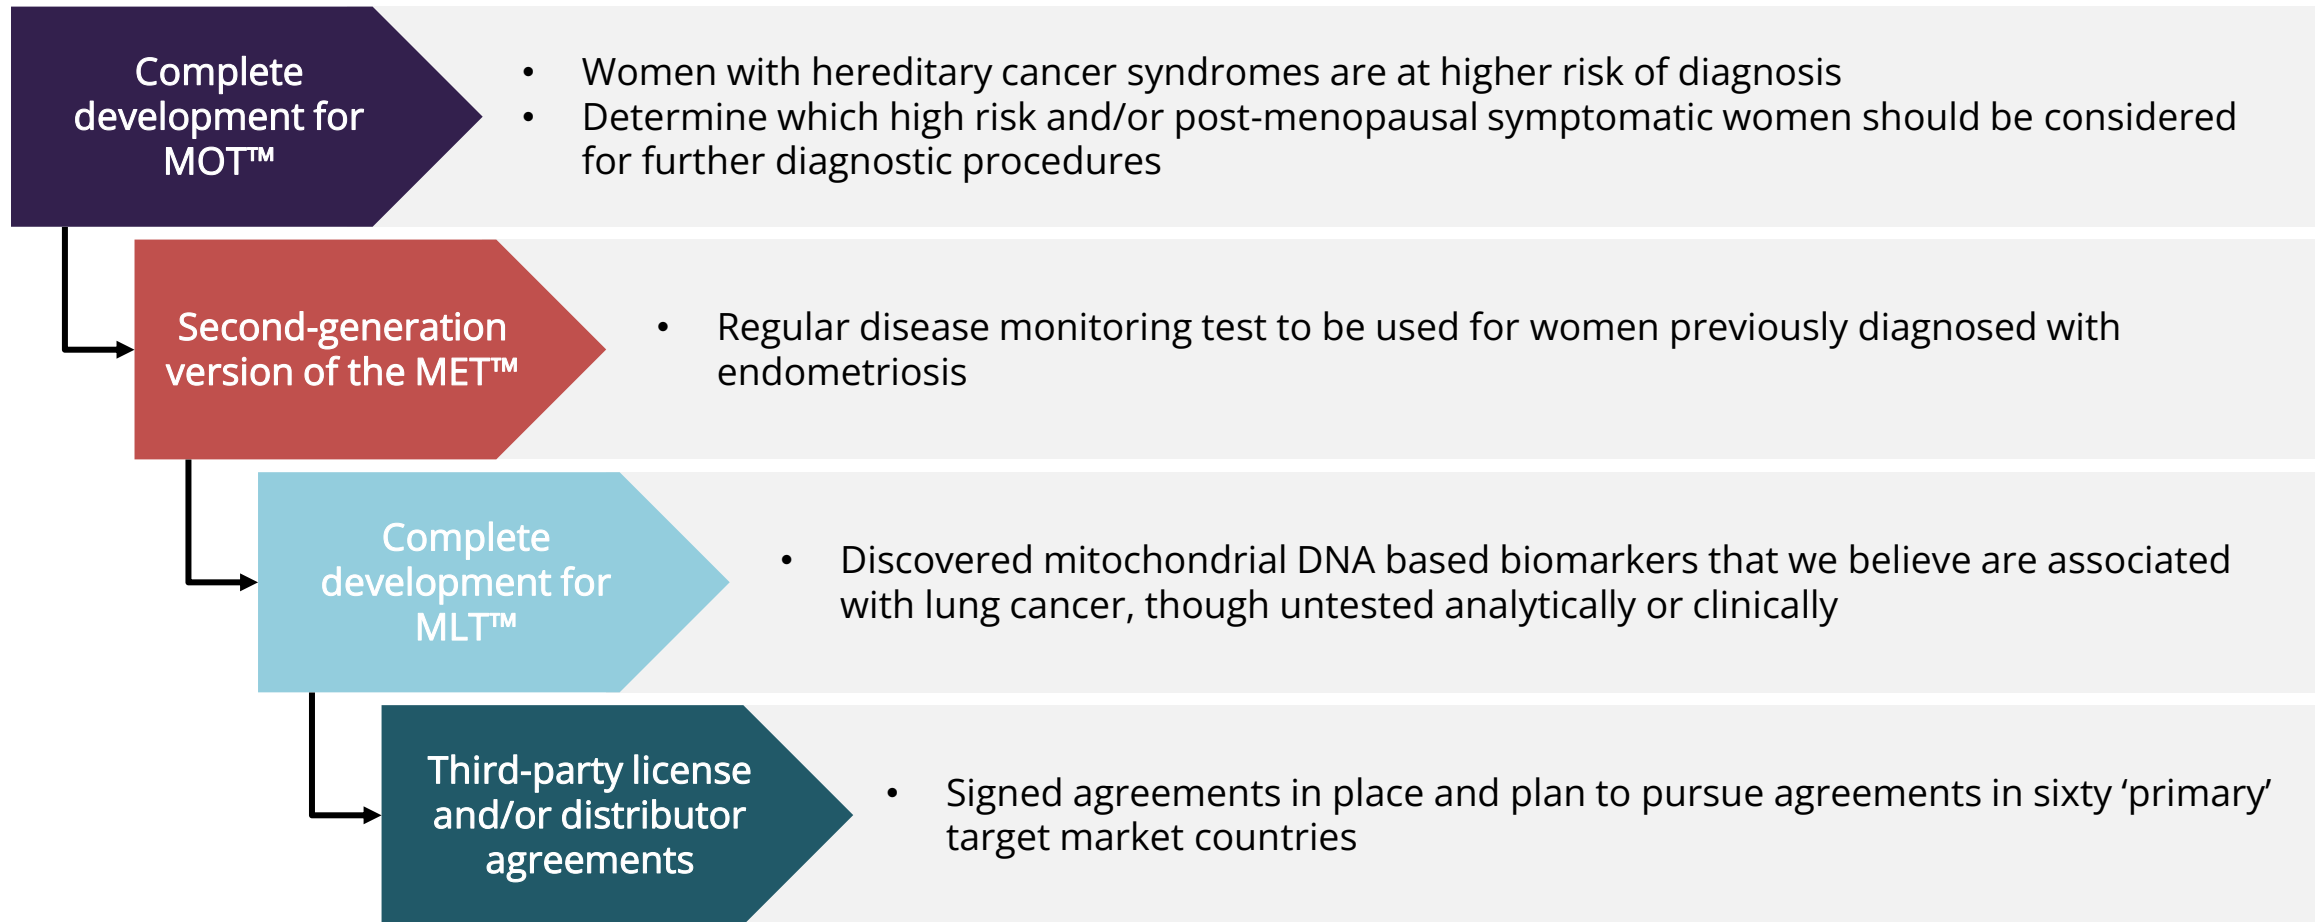 Complete
development for
MOT™
• Women with hereditary cancer syndromes are at higher risk of diagnosis
• Determine which high risk and/or post-menopausal symptomatic women should be considered
for further diagnostic procedures
Second-generation
version of the MET™
• Regular disease monitoring test to be used for women previously diagnosed with
endometriosis
Complete
development for
MLT™
• Discovered mitochondrial DNA based biomarkers that we believe are associated
with lung cancer, though untested analytically or clinically
Third-party license
and/or distributor
agreements
• Signed agreements in place and plan to pursue agreements in sixty ‘primary’
target market countries